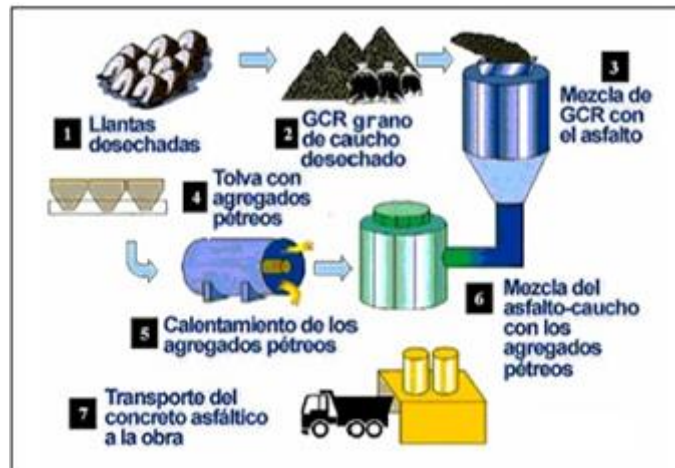 1 Llantas
desechadas
2 GCR grano
de caucho
desechado
3
Mezcla de
GCR con
el asfalto
4 Tolva con
agregados
pétreos
5 Calentamiento de los
agregados pétreos
6
Mezcla del
asfalto-caucho
con los
agregados
pétreos
7 Transporte del
concreto asfáltico
a la obra